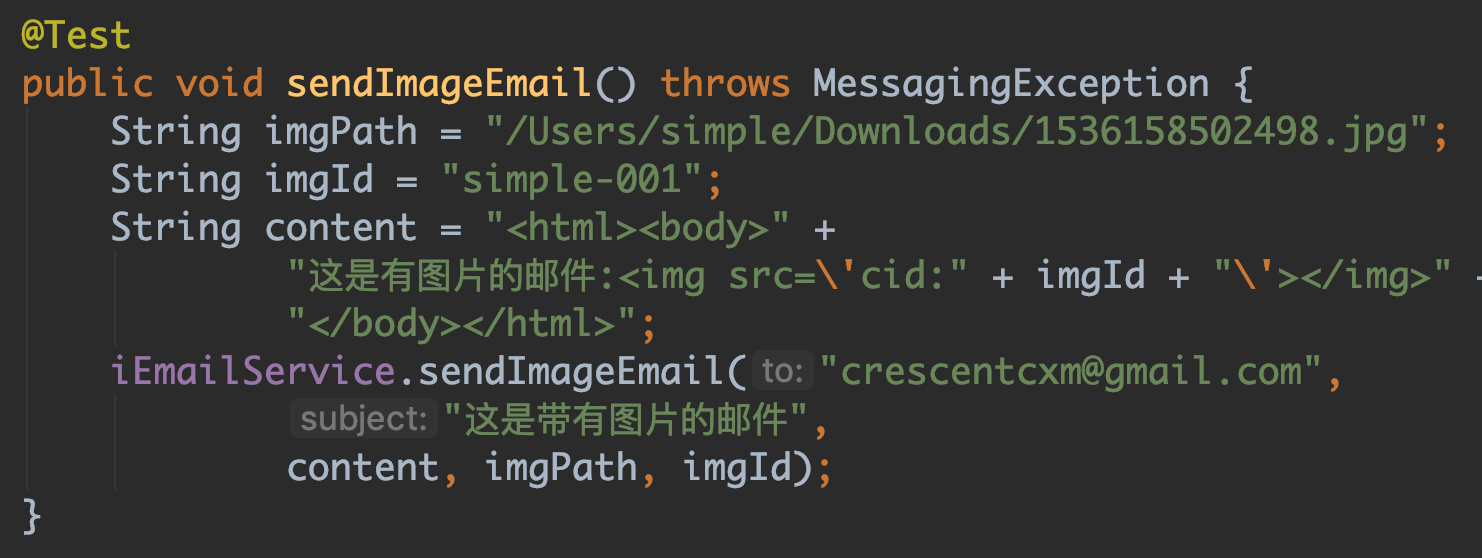 @Test
public void sendImageEmail() throws MessagingException {
String imgPath = "/Users/simple/Downloads/1536158502498.jpg";
String imgId = "simple-001";
String content = "<html><body>" +
"这是有图片的邮件:<img src=\'cid:" + imgId + "\'></img>" +
"</body></html>";
iEmailService.sendImageEmail( to: "crescentcxm@gmail.com",
subject: "这是带有图片的邮件",
content, imgPath, imgId);
}